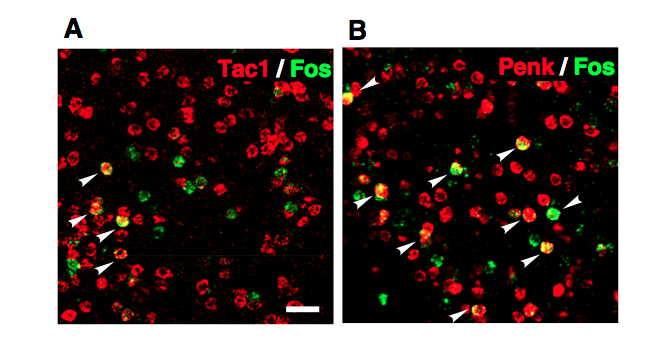 A
B
Tac1 / Fos
Penk / Fos